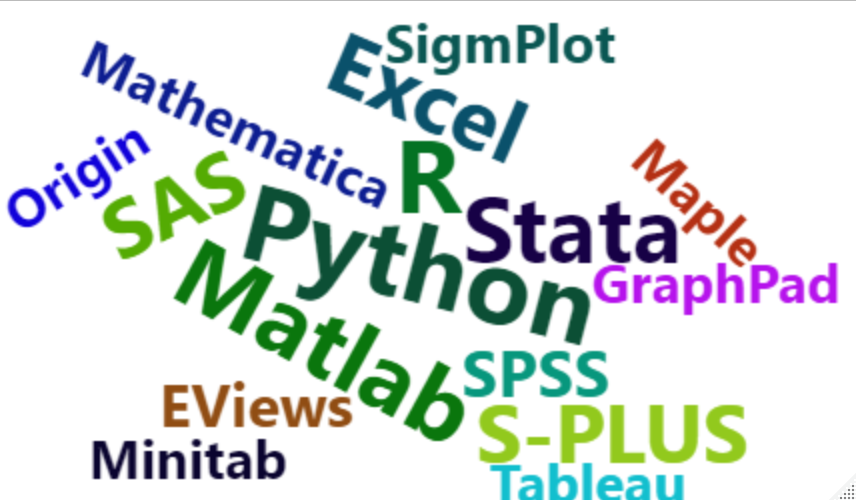 SigmPlot
Excel
Mathematica
Origin
SAS
R
Maple
Stata
Python
GraphPad
Matlab
SPSS
EViews
S-PLUS
Minitab
Tableau